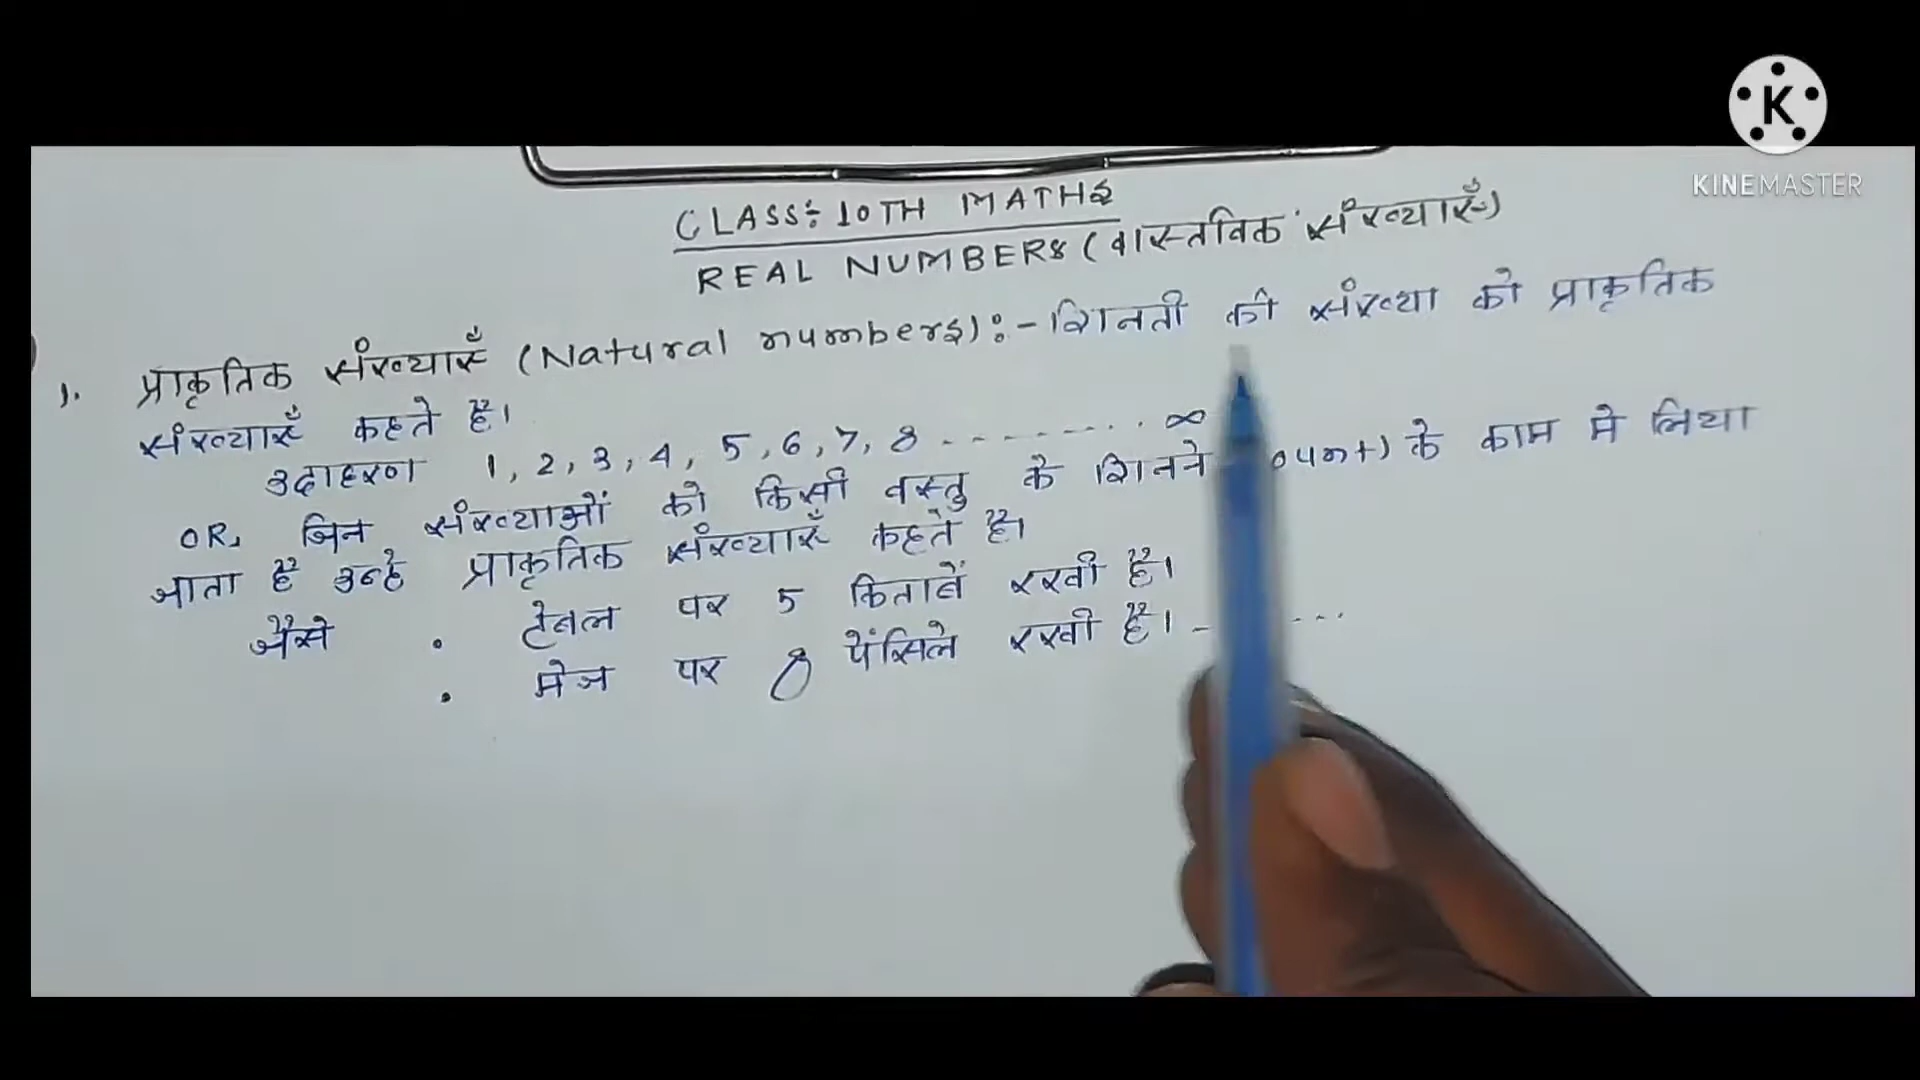 KINEMASTER
CLASS:- 10TH MATHS
REAL NUMBERS (वास्तविक संख्याएँ)
1. प्राकृतिक संख्याएँ (Natural numbers):- गिनती की संख्या को प्राकृतिक
संख्याएँ कहते है।
उदाहरण 1, 2, 3, 4, 5, 6, 7, 8 --------- ∞
OR, जिन संख्याओं को किसी वस्तु के गिनने ount) के काम मे लिया
जाता है उन्हे प्राकृतिक संख्याएँ कहते है।
जैसे . टेबल पर 5 किताबें रखी है।
. मेज पर 8 पेंसिले रखी है। - ...